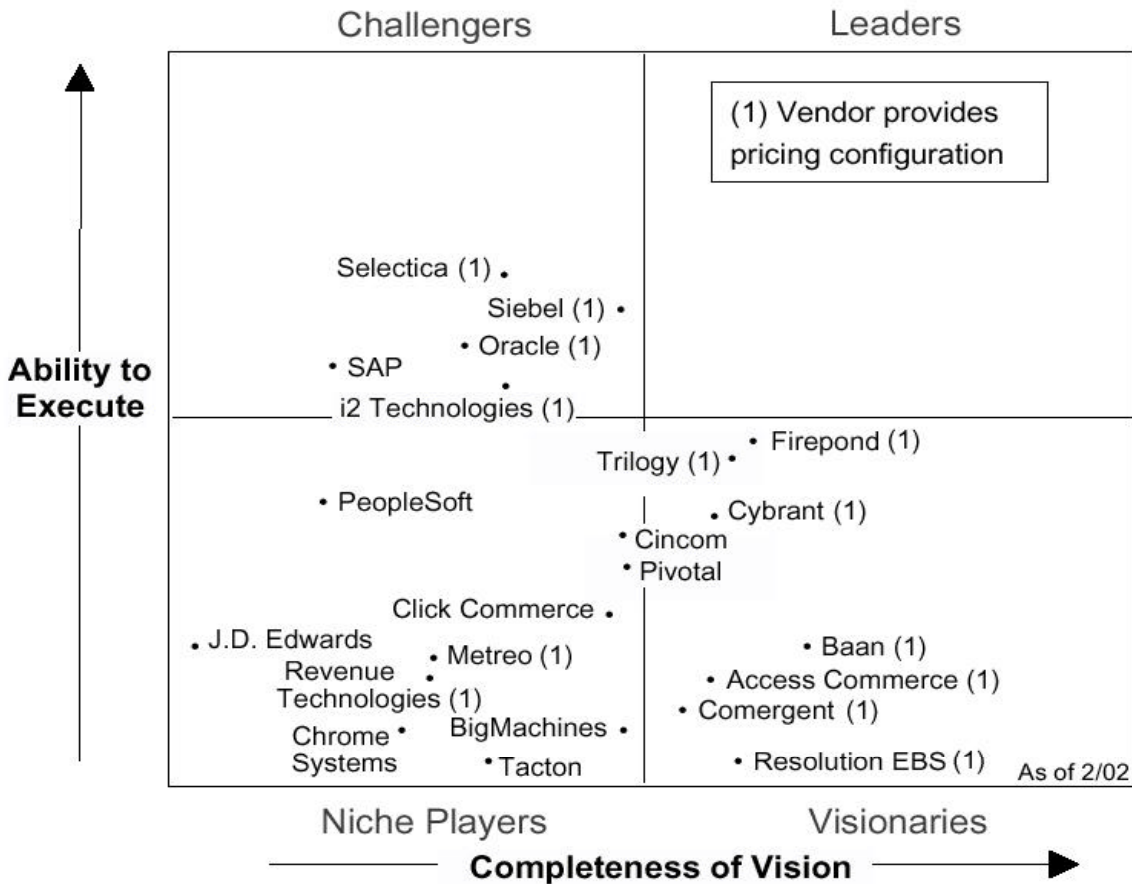 Challengers
Leaders
(1) Vendor provides
pricing configuration
Selectica (1)
Siebel (1)
Oracle (1)
SAP
i2 Technologies (1)
Ability to
Execute
Firepond (1)
Trilogy (1)
PeopleSoft
Cybrant (1)
Cincom
Pivotal
Click Commerce
J.D. Edwards
Metreo (1)
Revenue
Technologies (1)
Baan (1)
Access Commerce (1)
Comergent (1)
BigMachines
Chrome
Systems
Tacton
Resolution EBS (1)
As of 2/02
Niche Players
Visionaries
Completeness of Vision